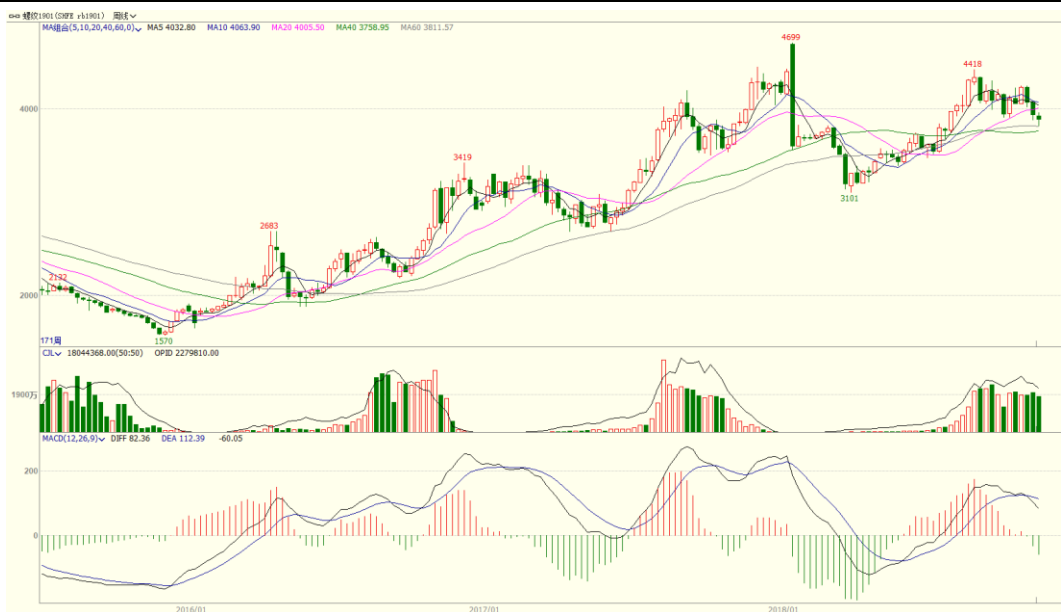 螺纹1901(SHFE rb1901) 周线
MA组合(5,10,20,40,60,0) MA5 4032.80 MA10 4063.90 MA20 4005.50 MA40 3758.95 MA60 3811.57
4699
4418
4000
3419
3101
2683
2132
2000
1570
171周
CJL 18044368.00(50:50) OPID 2279810.00
1900万
MACD(12,26,9) DIFF 82.36 DEA 112.39 -60.05
200
0
2016/01 2017/01 2018/01